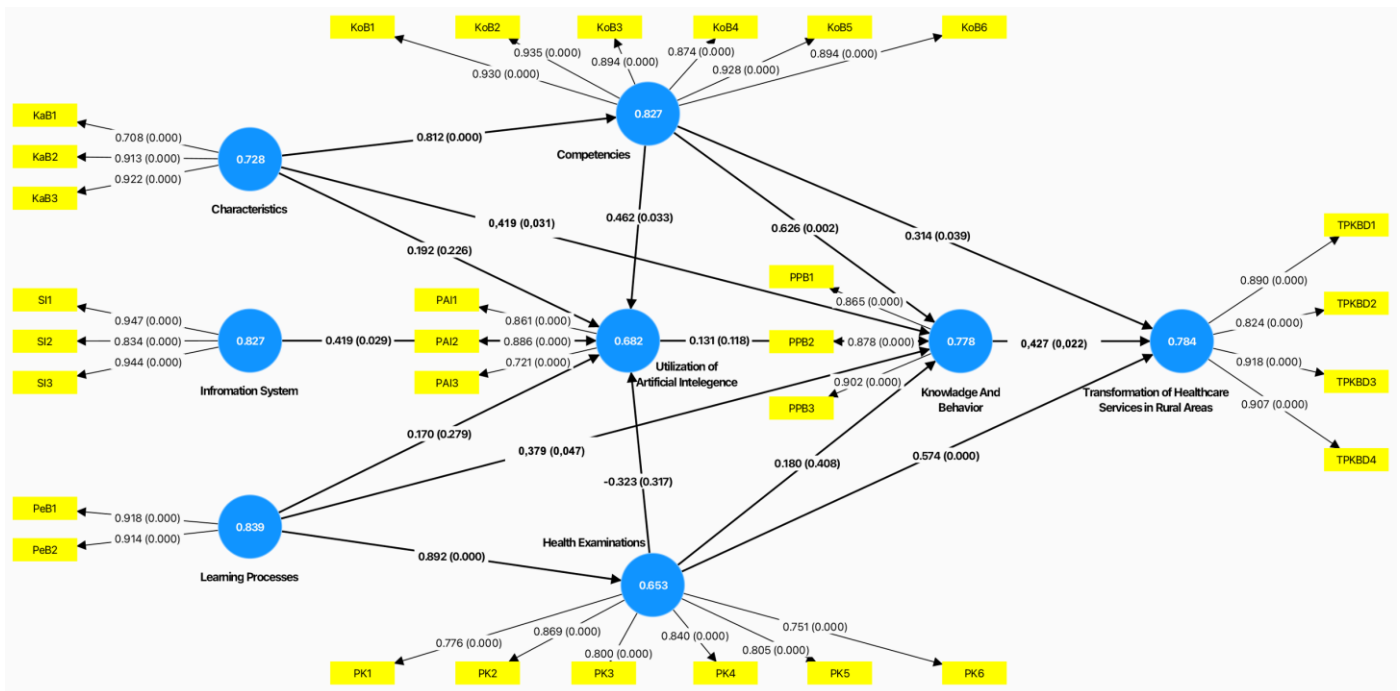 KoB1
KoB2
KoB3
KoB4
KoB5
KoB6
0.930 (0.000)
0.935 (0.000)
0.894 (0.000)
0.874 (0.000)
0.928 (0.000)
0.894 (0.000)
0.827
Competencies
KaB1
KaB2
KaB3
0.708 (0.000)
0.913 (0.000)
0.922 (0.000)
0.728
Characteristics
0.812 (0.000)
0,419 (0,031)
0.192 (0.226)
0.462 (0.033)
0.626 (0.002)
0.314 (0.039)
SI1
SI2
SI3
0.947 (0.000)
0.834 (0.000)
0.944 (0.000)
0.827
Infromation System
0.419 (0.029)
PAI1
PAI2
PAI3
0.861 (0.000)
0.886 (0.000)
0.721 (0.000)
0.682
Utilization of
Artificial Intelegence
0.131 (0.118)
PPB1
PPB2
PPB3
0.865 (0.000)
0.878 (0.000)
0.902 (0.000)
0.778
Knowladge And
Behavior
0,427 (0,022)
0.784
Transformation of Healthcare
Services in Rural Areas
TPKBD1
TPKBD2
TPKBD3
TPKBD4
0.890 (0.000)
0.824 (0.000)
0.918 (0.000)
0.907 (0.000)
0.170 (0.279)
0,379 (0,047)
-0.323 (0.317)
0.180 (0.408)
0.574 (0.000)
PeB1
PeB2
0.918 (0.000)
0.914 (0.000)
0.839
Learning Processes
0.892 (0.000)
Health Examinations
0.653
0.776 (0.000)
0.869 (0.000)
0.800 (0.000)
0.840 (0.000)
0.805 (0.000)
0.751 (0.000)
PK1
PK2
PK3
PK4
PK5
PK6